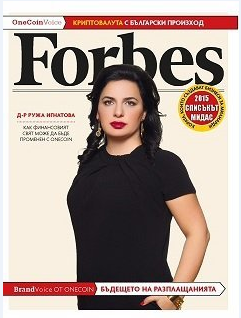 OneCoinVoice КРИПТОВАЛУТА С БЪЛГАРСКИ ПРОИЗХОД
Forbes
Д-Р РУЖА ИГНАТОВА
КАК ФИНАНСОВИЯТ
СВЯТ МОЖЕ ДА БЪДЕ
ПРОМЕНЕН С ONECOIN
2015
СПИСЪКЪТ
МИДАС
BrandVoice ОТ ONECOIN БЪДЕЩЕТО НА РАЗПЛАЩАНИЯТА